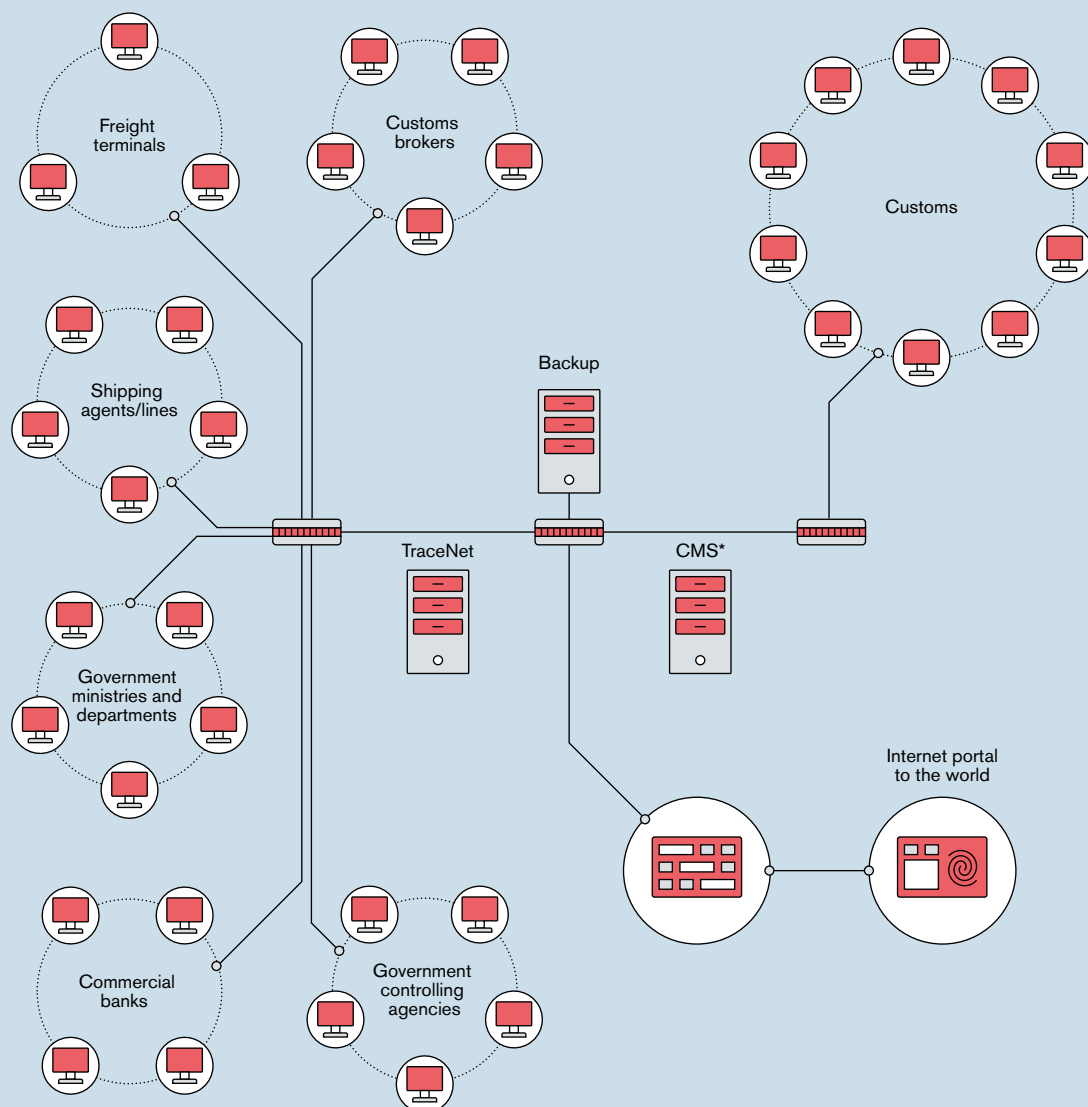 Freight
terminals
Customs
brokers
Customs
Shipping
agents/lines
Backup
TraceNet
CMS*
Government
ministries and
departments
Internet portal
to the world
Commercial
banks
Government
controlling
agencies